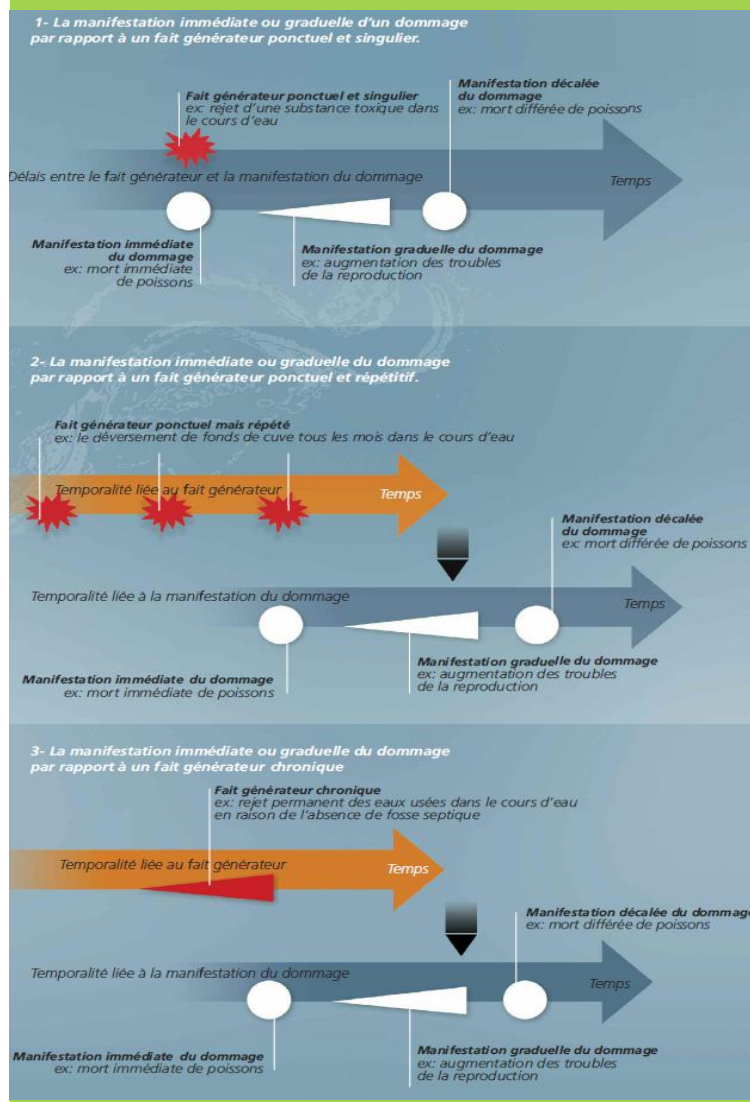 1- La manifestation immédiate ou graduelle d'un dommage
par rapport à un fait générateur ponctuel et singulier.
Fait générateur ponctuel et singulier
ex: rejet d'une substance toxique dans
le cours d'eau
Manifestation décalée
du dommage
ex: mort différée de poissons
Délais entre le fait générateur et la manifestation du dommage
Temps
Manifestation immédiate
du dommage
ex: mort immédiate
de poissons
Manifestation graduelle du dommage
ex: augmentation des troubles
de la reproduction
2- La manifestation immédiate ou graduelle du dommage
par rapport à un fait générateur ponctuel et répétitif.
Fait générateur ponctuel mais répété
ex: le déversement de fonds de cuve tous les mois dans le cours d'eau
Temporalité liée au fait générateur
Temps
Manifestation décalée
du dommage
ex: mort différée de poissons
Temporalité liée à la manifestation du dommage
Temps
Manifestation immédiate du dommage
ex: mort immédiate de poissons
Manifestation graduelle du dommage
ex: augmentation des troubles
de la reproduction
3- La manifestation immédiate ou graduelle du dommage
par rapport à un fait générateur chronique
Fait générateur chronique
ex: rejet permanent des eaux usées dans le cours d'eau
en raison de l'absence de fosse septique
Temporalité liée au fait générateur
Temps
Manifestation décalée du dommage
ex: mort différée de poissons
Temporalité liée à la manifestation du dommage
Temps
Manifestation immédiate du dommage
ex: mort immédiate de poissons
Manifestation graduelle du dommage
ex: augmentation des troubles
de la reproduction